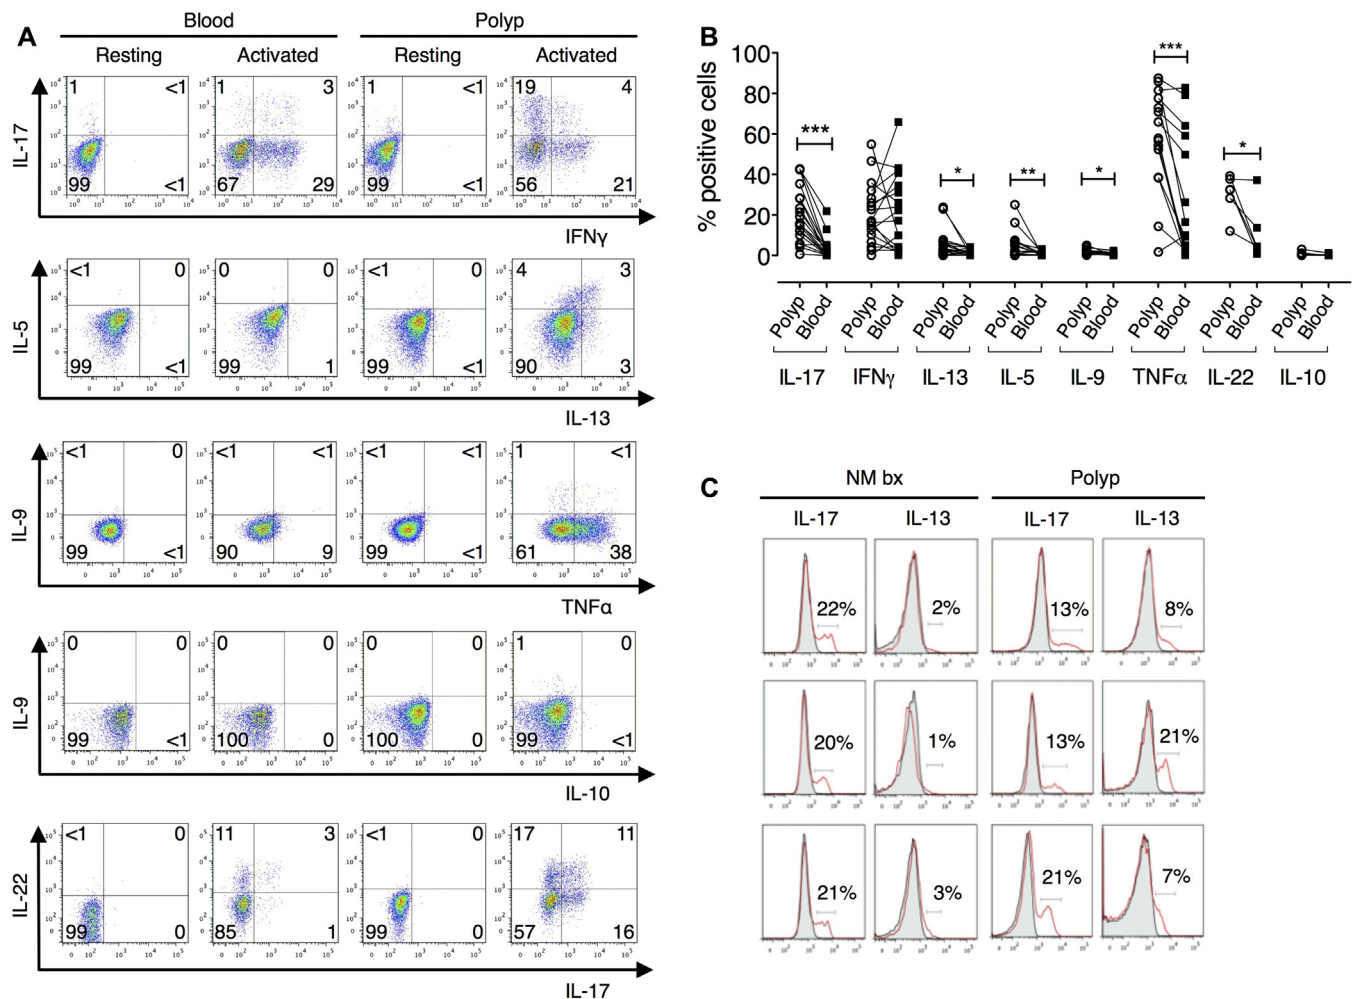 A
Blood Polyp
Resting Activated Resting Activated
IL-17
1 <1 1 3 1 <1 19 4
99 <1 67 29 99 <1 56 21
IFNγ
IL-5
<1 0 0 0 <1 0 4 3
99 <1 99 1 99 <1 90 3
IL-13
IL-9
<1 0 <1 <1 <1 <1 1 <1
99 <1 90 9 99 <1 61 38
TNFα
IL-9
0 0 0 0 0 0 1 0
99 <1 100 0 100 0 99 <1
IL-10
IL-22
<1 0 11 3 <1 0 17 11
99 0 85 1 99 0 57 16
IL-17
B
% positive cells
100
80
60
40
20
0
*** * ** * *** *
Polyp Blood Polyp Blood Polyp Blood Polyp Blood Polyp Blood Polyp Blood Polyp Blood Polyp Blood
IL-17 IFNγ IL-13 IL-5 IL-9 TNFα IL-22 IL-10
C
NM bx Polyp
IL-17 IL-13 IL-17 IL-13
22% 2% 13% 8%
20% 1% 13% 21%
21% 3% 21% 7%